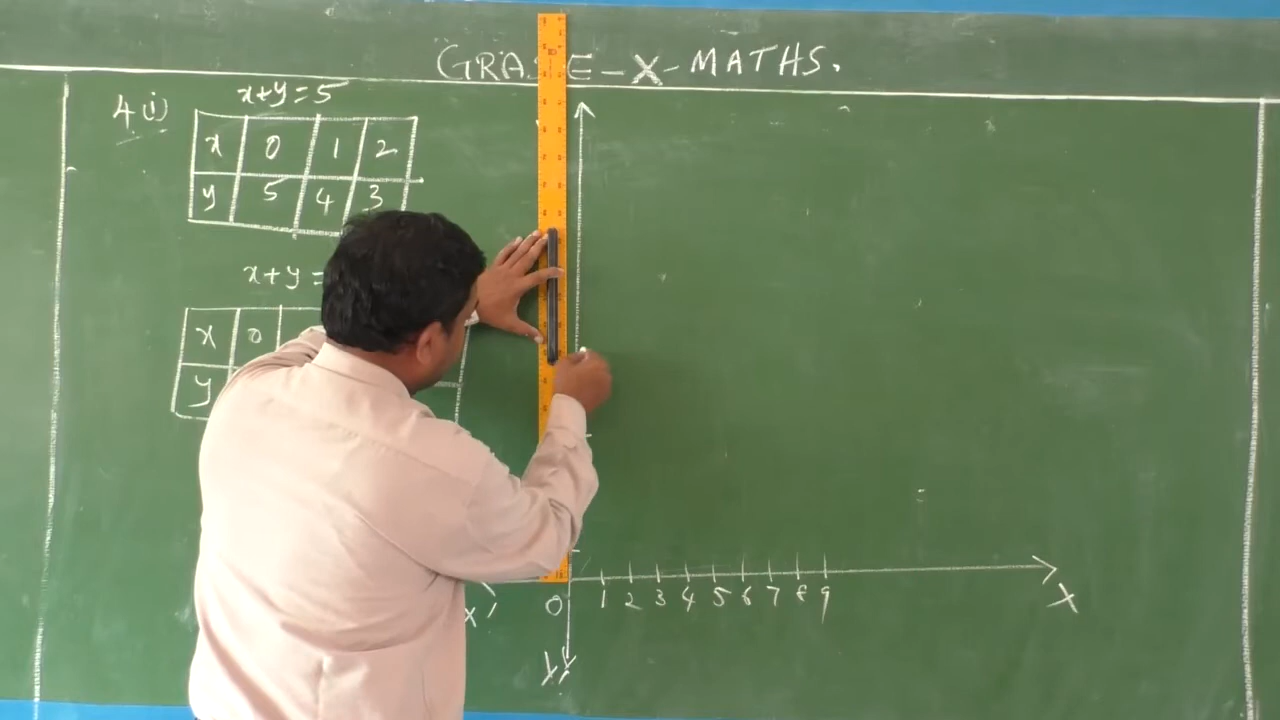 GRADE-X-MATHS.
4 (i)
x+y=5
x 0 1 2
y 5 4 3
x+y=
x 0
y
0 1 2 3 4 5 6 7 8 9
X' X
Y'